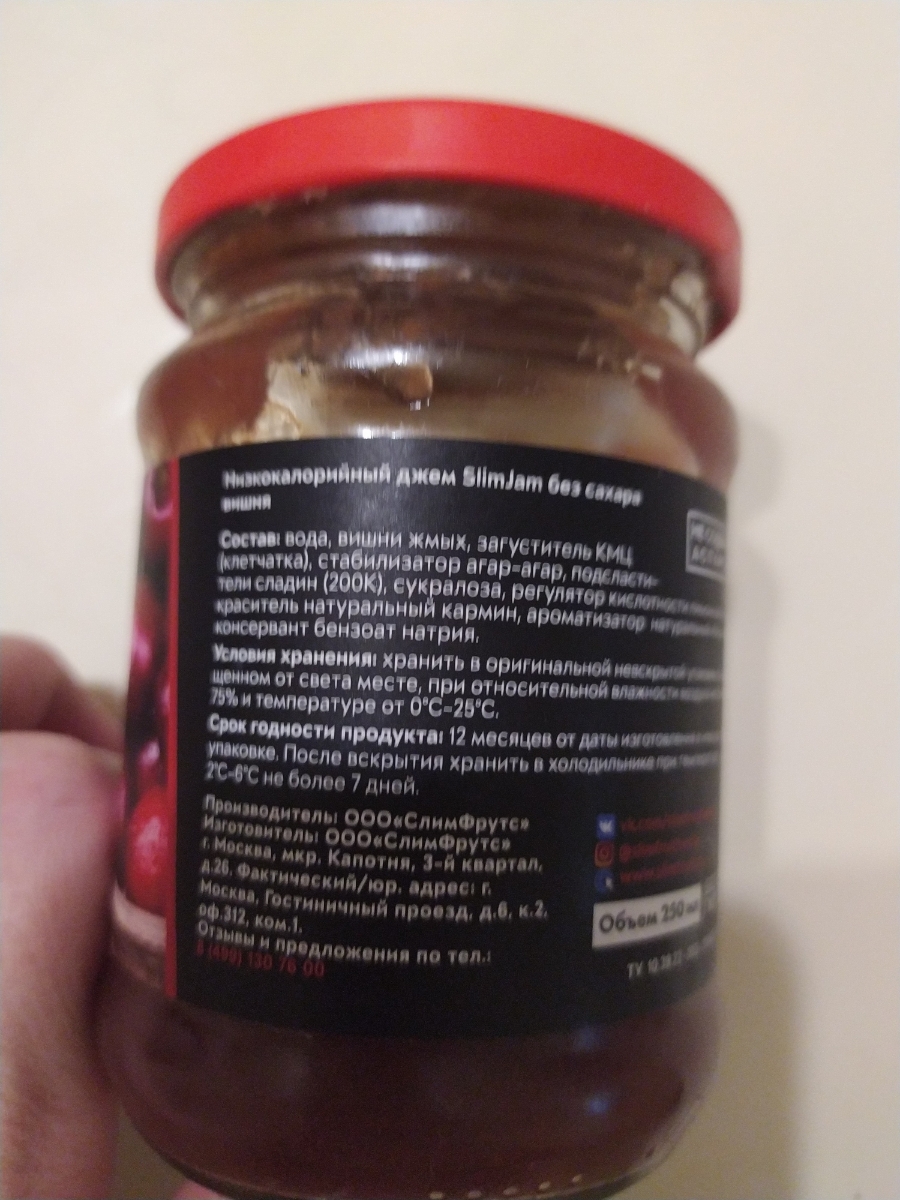 Низкокалорийный джем SlimJam без сахара
вишня
Состав: вода, вишни жмых, загуститель КМЦ
(клетчатка), стабилизатор агар-агар, подсласти-
тели сладин (200К), сукралоза, регулятор кислотности
краситель натуральный кармин, ароматизатор
консервант бензоат натрия.
Условия хранения: хранить в оригинальной невскрытой
щенном от света месте, при относительной влажности
75% и температуре от 0°С-25°С.
Срок годности продукта: 12 месяцев от даты изготовления
упаковке. После вскрытия хранить в холодильнике при
2°С-6°С не более 7 дней.
Производитель: ООО«СлимФрутс»
Изготовитель: ООО«СлимФрутс»
г. Москва, мкр. Капотня, 3-й квартал,
д.26. Фактический/юр. адрес: г.
Москва, Гостиничный проезд, д.6, к.2,
оф.312, ком.1.
Отзывы и предложения по тел.:
8 (499) 130 76 00
Объем 250 мл
ТУ